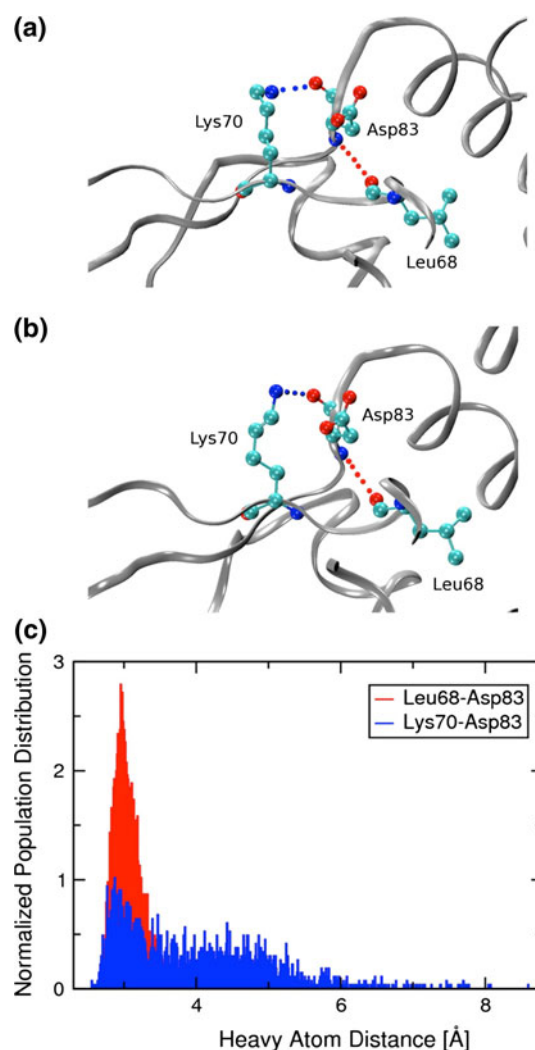 (a)
Lys70
Asp83
Leu68
(b)
Asp83
Lys70
Leu68
(c)
3
Leu68-Asp83
Lys70-Asp83
2
1
0
4
6
8
Normalized Population Distribution
Heavy Atom Distance [Å]